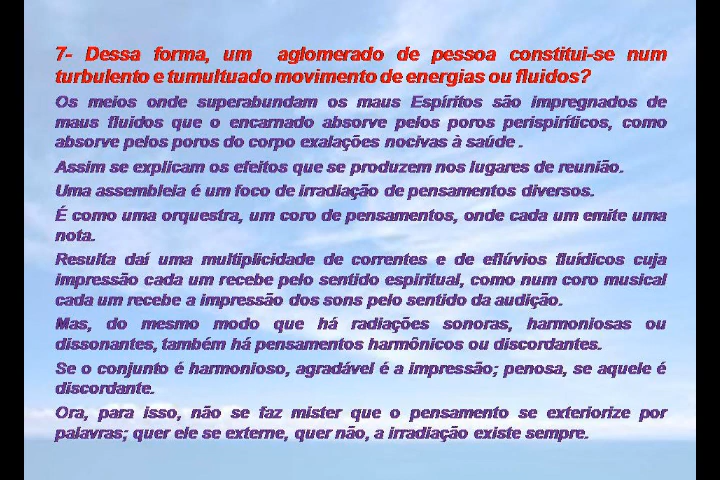 7- Dessa forma, um aglomerado de pessoa constitui-se num
turbulento e tumultuado movimento de energias ou fluidos?
Os meios onde superabundam os maus Espíritos são impregnados de
maus fluidos que o encarnado absorve pelos poros perispiríticos, como
absorve pelos poros do corpo exalações nocivas à saúde .
Assim se explicam os efeitos que se produzem nos lugares de reunião.
Uma assembleia é um foco de irradiação de pensamentos diversos.
É como uma orquestra, um coro de pensamentos, onde cada um emite uma
nota.
Resulta daí uma multiplicidade de correntes e de eflúvios fluídicos cuja
impressão cada um recebe pelo sentido espiritual, como num coro musical
cada um recebe a impressão dos sons pelo sentido da audição.
Mas, do mesmo modo que há radiações sonoras, harmoniosas ou
dissonantes, também há pensamentos harmônicos ou discordantes.
Se o conjunto é harmonioso, agradável é a impressão; penosa, se aquele é
discordante.
Ora, para isso, não se faz mister que o pensamento se exteriorize por
palavras; quer ele se externe, quer não, a irradiação existe sempre.